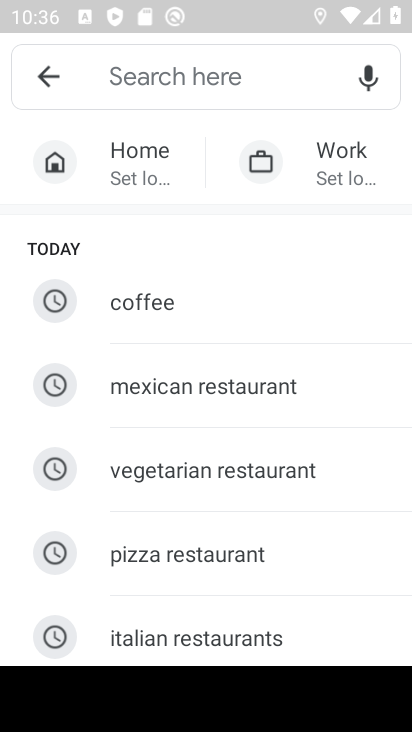 10:36
Search here
Home
Set lo...
Work
Set lo...
TODAY
coffee
mexican restaurant
vegetarian restaurant
pizza restaurant
italian restaurants